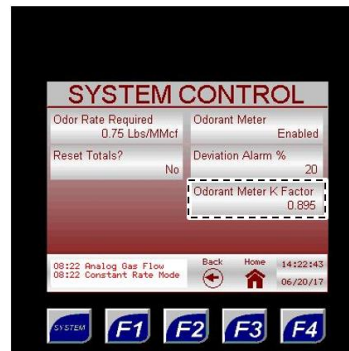 SYSTEM CONTROL
Odor Rate Required
0.75 Lbs/MMcf
Odorant Meter
Enabled
Reset Totals?
No
Deviation Alarm %
20
Odorant Meter K Factor
0.895
08:22 Analog Gas Flow
08:22 Constant Rate Mode
Back
Home
14:22:43
06/20/17
SYSTEM
F1
F2
F3
F4